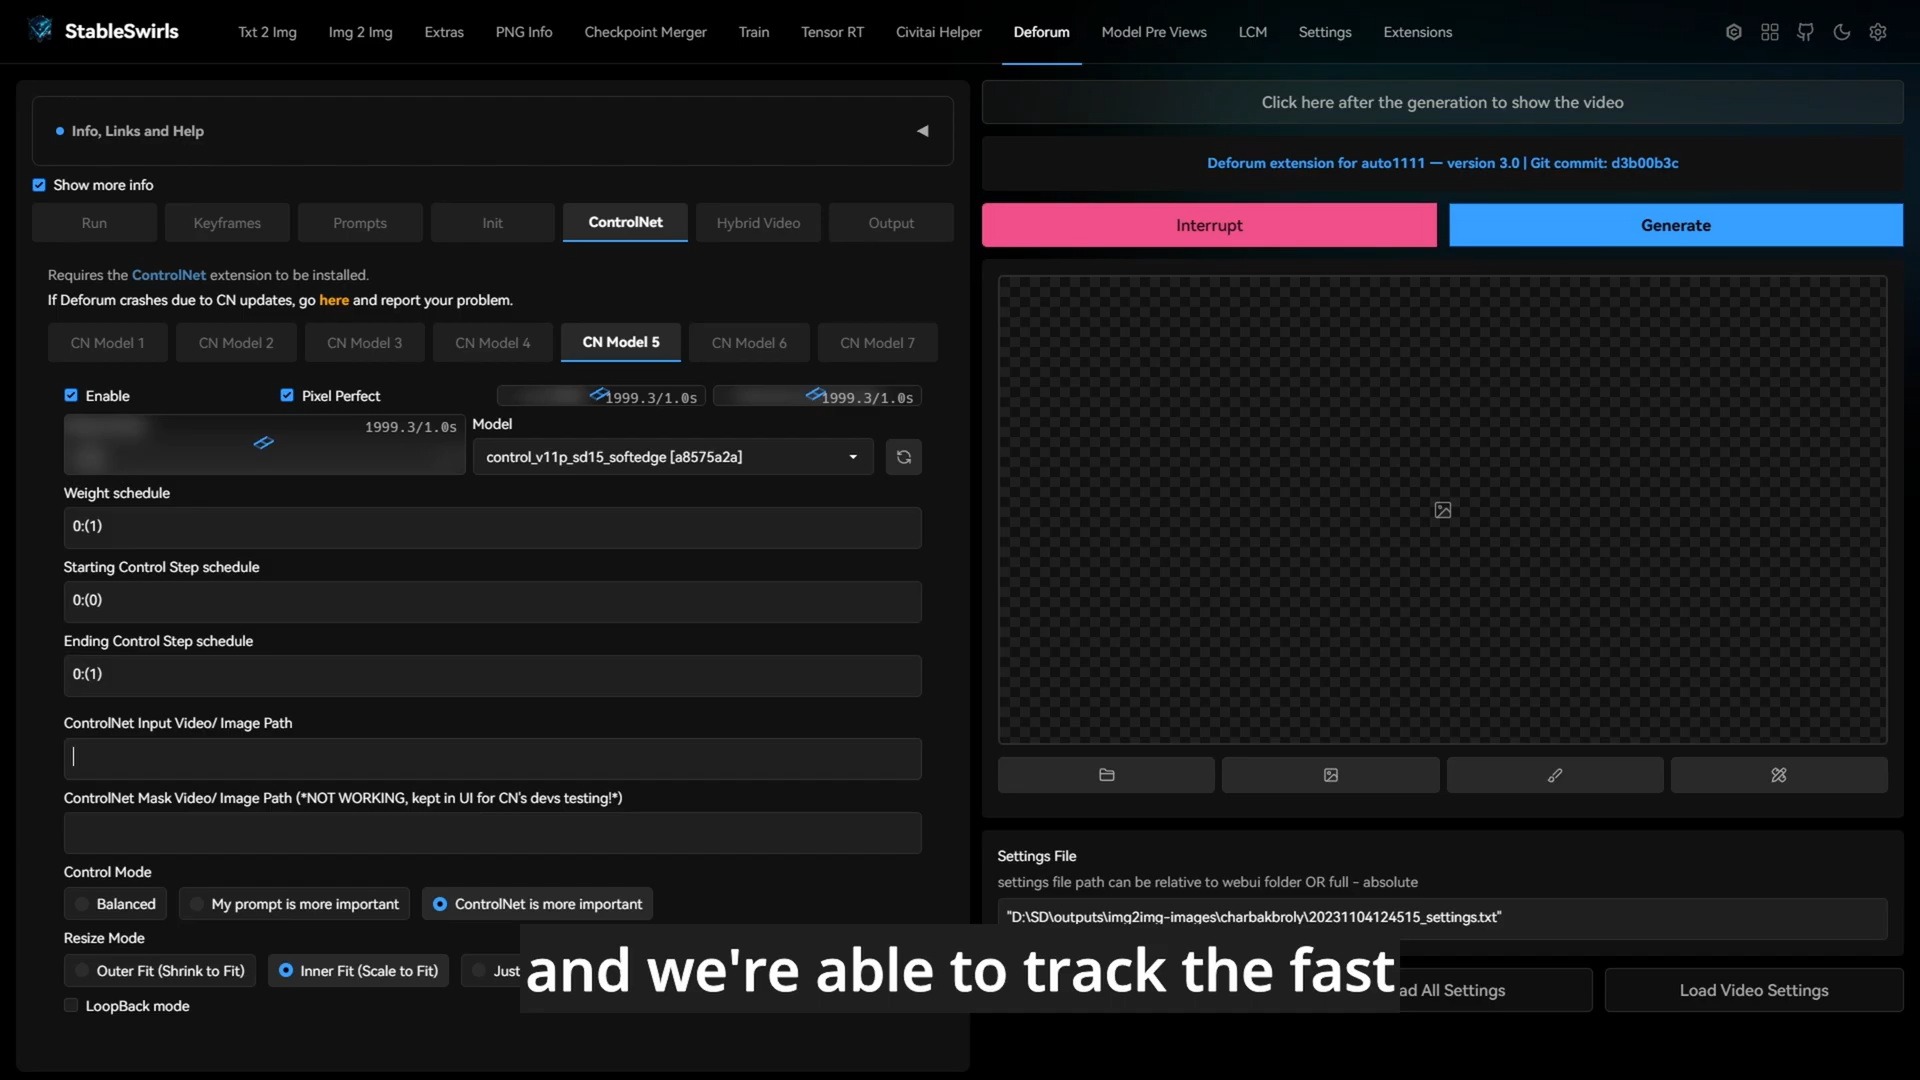 StableSwirls
Txt 2 Img
Img 2 Img
Extras
PNG Info
Checkpoint Merger
Train
Tensor RT
Civitai Helper
Deforum
Model Pre Views
LCM
Settings
Extensions
Info, Links and Help
Show more info
Run
Keyframes
Prompts
Init
ControlNet
Hybrid Video
Output
Requires the ControlNet extension to be installed.
If Deforum crashes due to CN updates, go here and report your problem.
CN Model 1
CN Model 2
CN Model 3
CN Model 4
CN Model 5
CN Model 6
CN Model 7
Enable
Pixel Perfect
1999.3/1.0s
1999.3/1.0s
1999.3/1.0s
Model
control_v11p_sd15_softedge [a8575a2a]
Weight schedule
0:(1)
Starting Control Step schedule
0:(0)
Ending Control Step schedule
0:(1)
ControlNet Input Video/ Image Path
ControlNet Mask Video/ Image Path (*NOT WORKING, kept in UI for CN's devs testing!*)
Control Mode
Balanced
My prompt is more important
ControlNet is more important
Resize Mode
Outer Fit (Shrink to Fit)
Inner Fit (Scale to Fit)
Just
LoopBack mode
Click here after the generation to show the video
Deforum extension for auto1111 — version 3.0 | Git commit: d3b00b3c
Interrupt
Generate
Settings File
settings file path can be relative to webui folder OR full - absolute
"D:\SD\outputs\img2img-images\charbakbroly\20231104124515_settings.txt"
All Settings
Load Video Settings
and we're able to track the fast